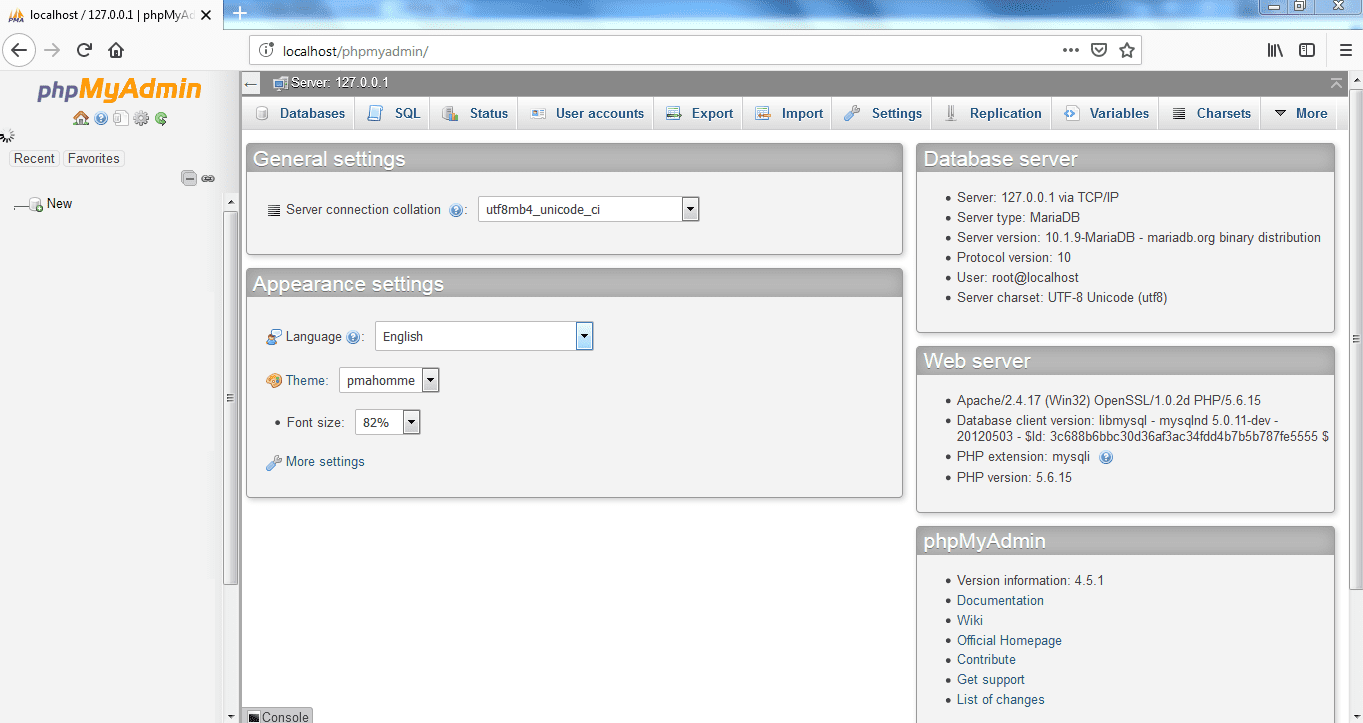 localhost / 127.0.0.1 | phpMyAd
localhost/phpmyadmin/
phpMyAdmin
Recent Favorites
New
Server: 127.0.0.1
Databases SQL Status User accounts Export Import Settings Replication Variables Charsets More
General settings
Server connection collation : utf8mb4_unicode_ci
Appearance settings
Language : English
Theme: pmahomme
• Font size: 82%
More settings
Console
Database server
• Server: 127.0.0.1 via TCP/IP
• Server type: MariaDB
• Server version: 10.1.9-MariaDB - mariadb.org binary distribution
• Protocol version: 10
• User: root@localhost
• Server charset: UTF-8 Unicode (utf8)
Web server
• Apache/2.4.17 (Win32) OpenSSL/1.0.2d PHP/5.6.15
• Database client version: libmysql - mysqlnd 5.0.11-dev -
20120503 - $Id: 3c688b6bbc30d36af3ac34fdd4b7b5b787fe5555 $
• PHP extension: mysqli
• PHP version: 5.6.15
phpMyAdmin
• Version information: 4.5.1
• Documentation
• Wiki
• Official Homepage
• Contribute
• Get support
• List of changes